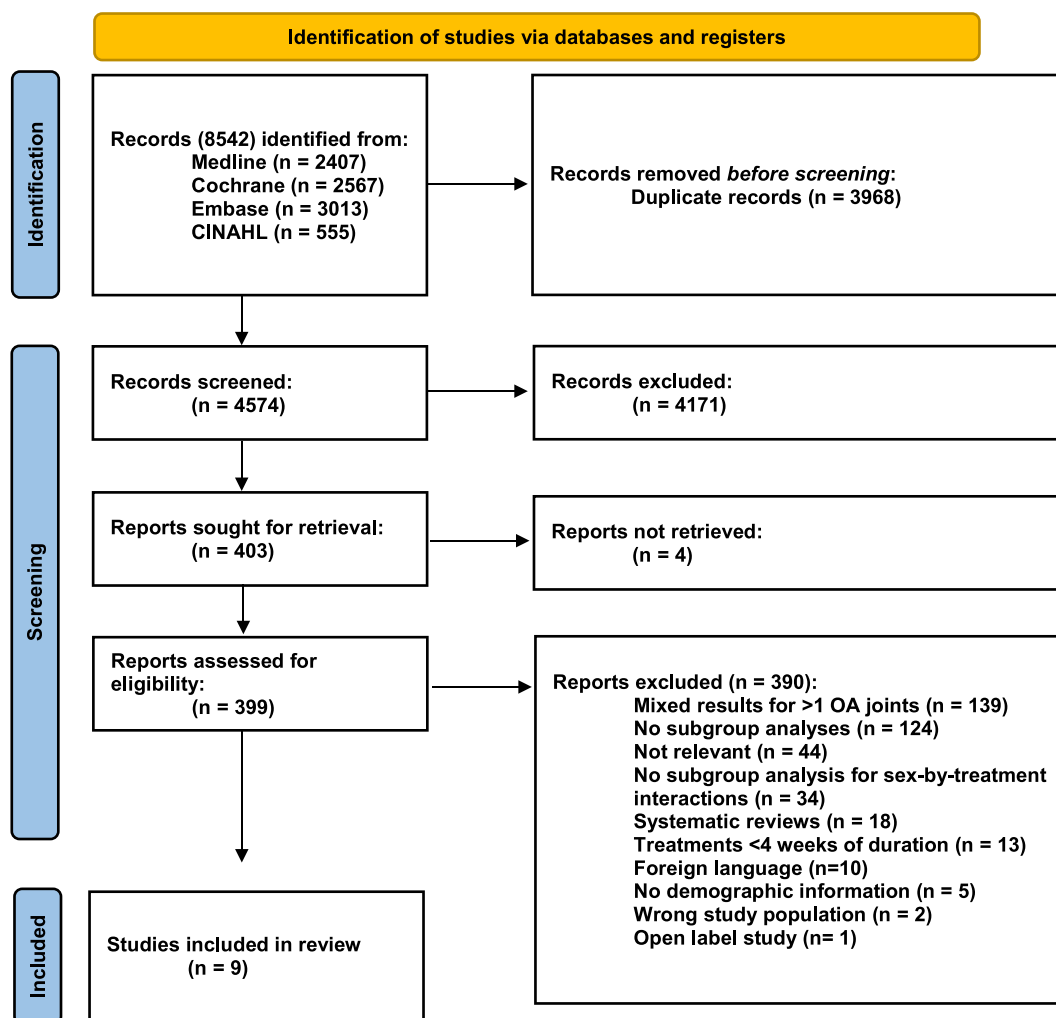 Identification of studies via databases and registers
Identification
Records (8542) identified from:
Medline (n = 2407)
Cochrane (n = 2567)
Embase (n = 3013)
CINAHL (n = 555)
Records removed before screening:
Duplicate records (n = 3968)
Screening
Records screened:
(n = 4574)
Records excluded:
(n = 4171)
Reports sought for retrieval:
(n = 403)
Reports not retrieved:
(n = 4)
Reports assessed for
eligibility:
(n = 399)
Reports excluded (n = 390):
Mixed results for >1 OA joints (n = 139)
No subgroup analyses (n = 124)
Not relevant (n = 44)
No subgroup analysis for sex-by-treatment
interactions (n = 34)
Systematic reviews (n = 18)
Treatments <4 weeks of duration (n = 13)
Foreign language (n=10)
No demographic information (n = 5)
Wrong study population (n = 2)
Open label study (n= 1)
Included
Studies included in review
(n = 9)